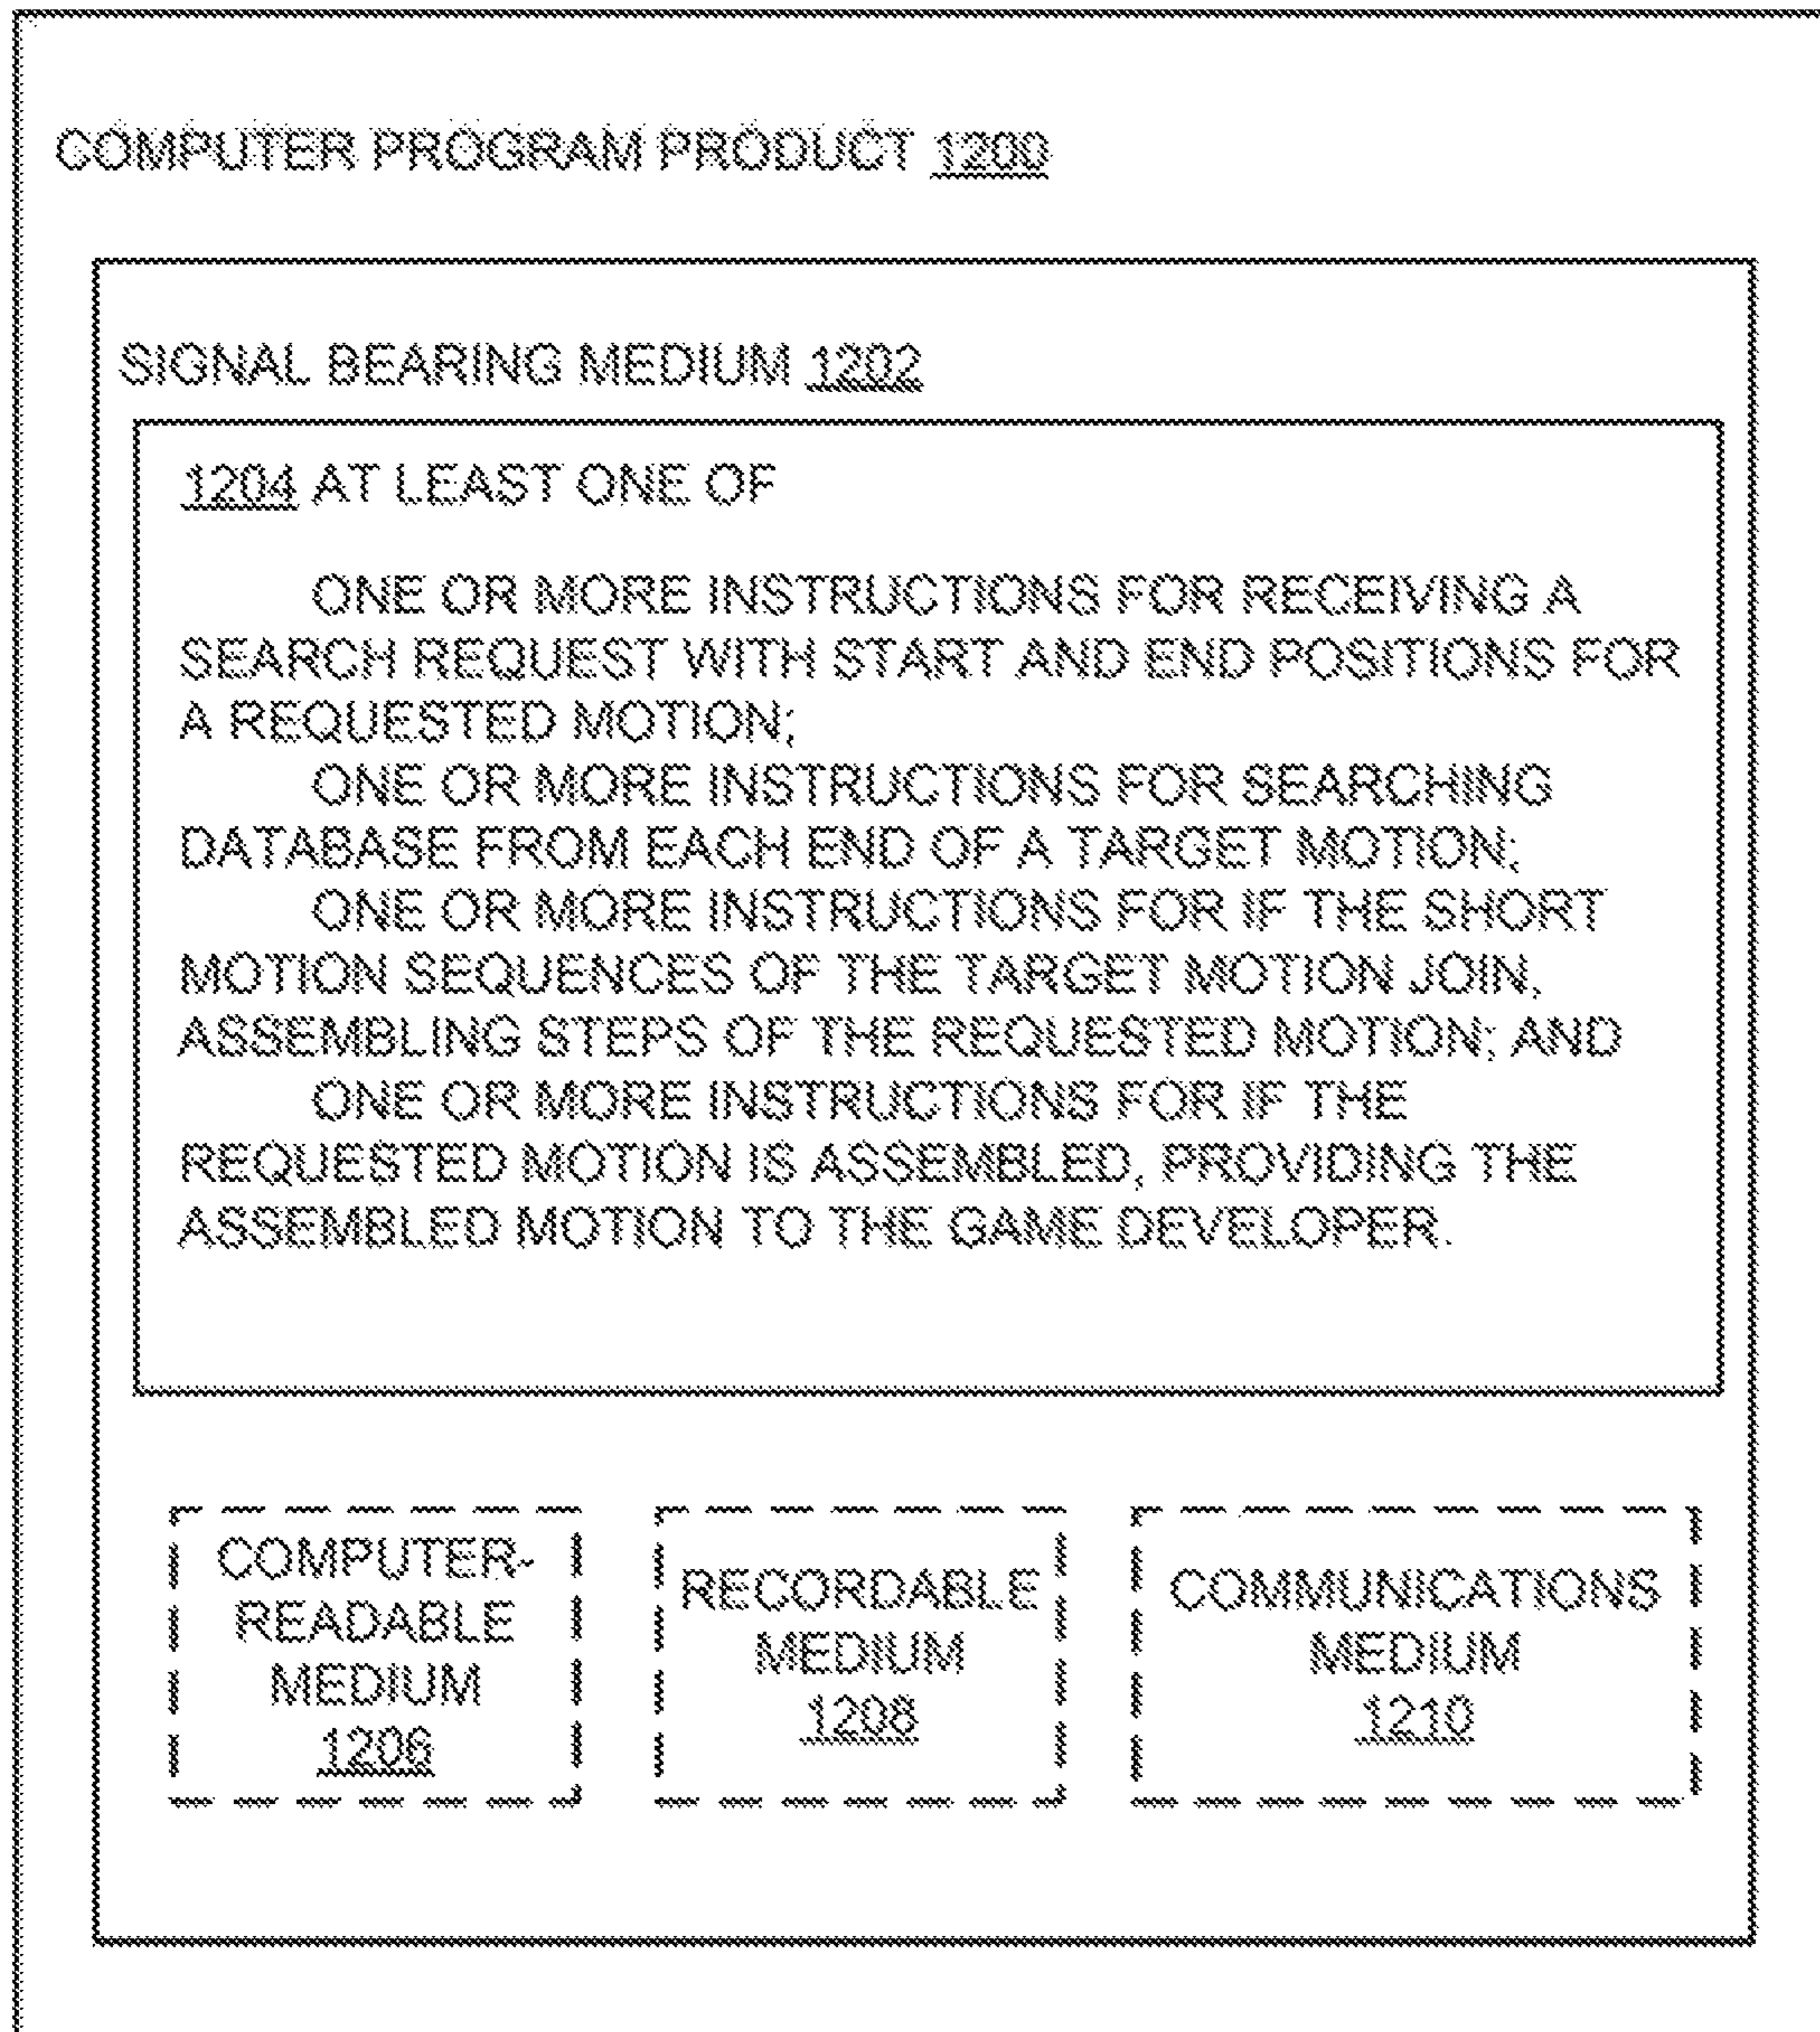 COMPUTER PROGRAM PRODUCT 1200
SIGNAL BEARING MEDIUM 1202
1204 AT LEAST ONE OF
ONE OR MORE INSTRUCTIONS FOR RECEIVING A
SEARCH REQUEST WITH START AND END POSITIONS FOR
A REQUESTED MOTION;
ONE OR MORE INSTRUCTIONS FOR SEARCHING
DATABASE FROM EACH END OF A TARGET MOTION;
ONE OR MORE INSTRUCTIONS FOR IF THE SHORT
MOTION SEQUENCES OF THE TARGET MOTION JOIN,
ASSEMBLING STEPS OF THE REQUESTED MOTION; AND
ONE OR MORE INSTRUCTIONS FOR IF THE
REQUESTED MOTION IS ASSEMBLED, PROVIDING THE
ASSEMBLED MOTION TO THE GAME DEVELOPER.
COMPUTER-
READABLE
MEDIUM
1206
RECORDABLE
MEDIUM
1208
COMMUNICATIONS
MEDIUM
1210